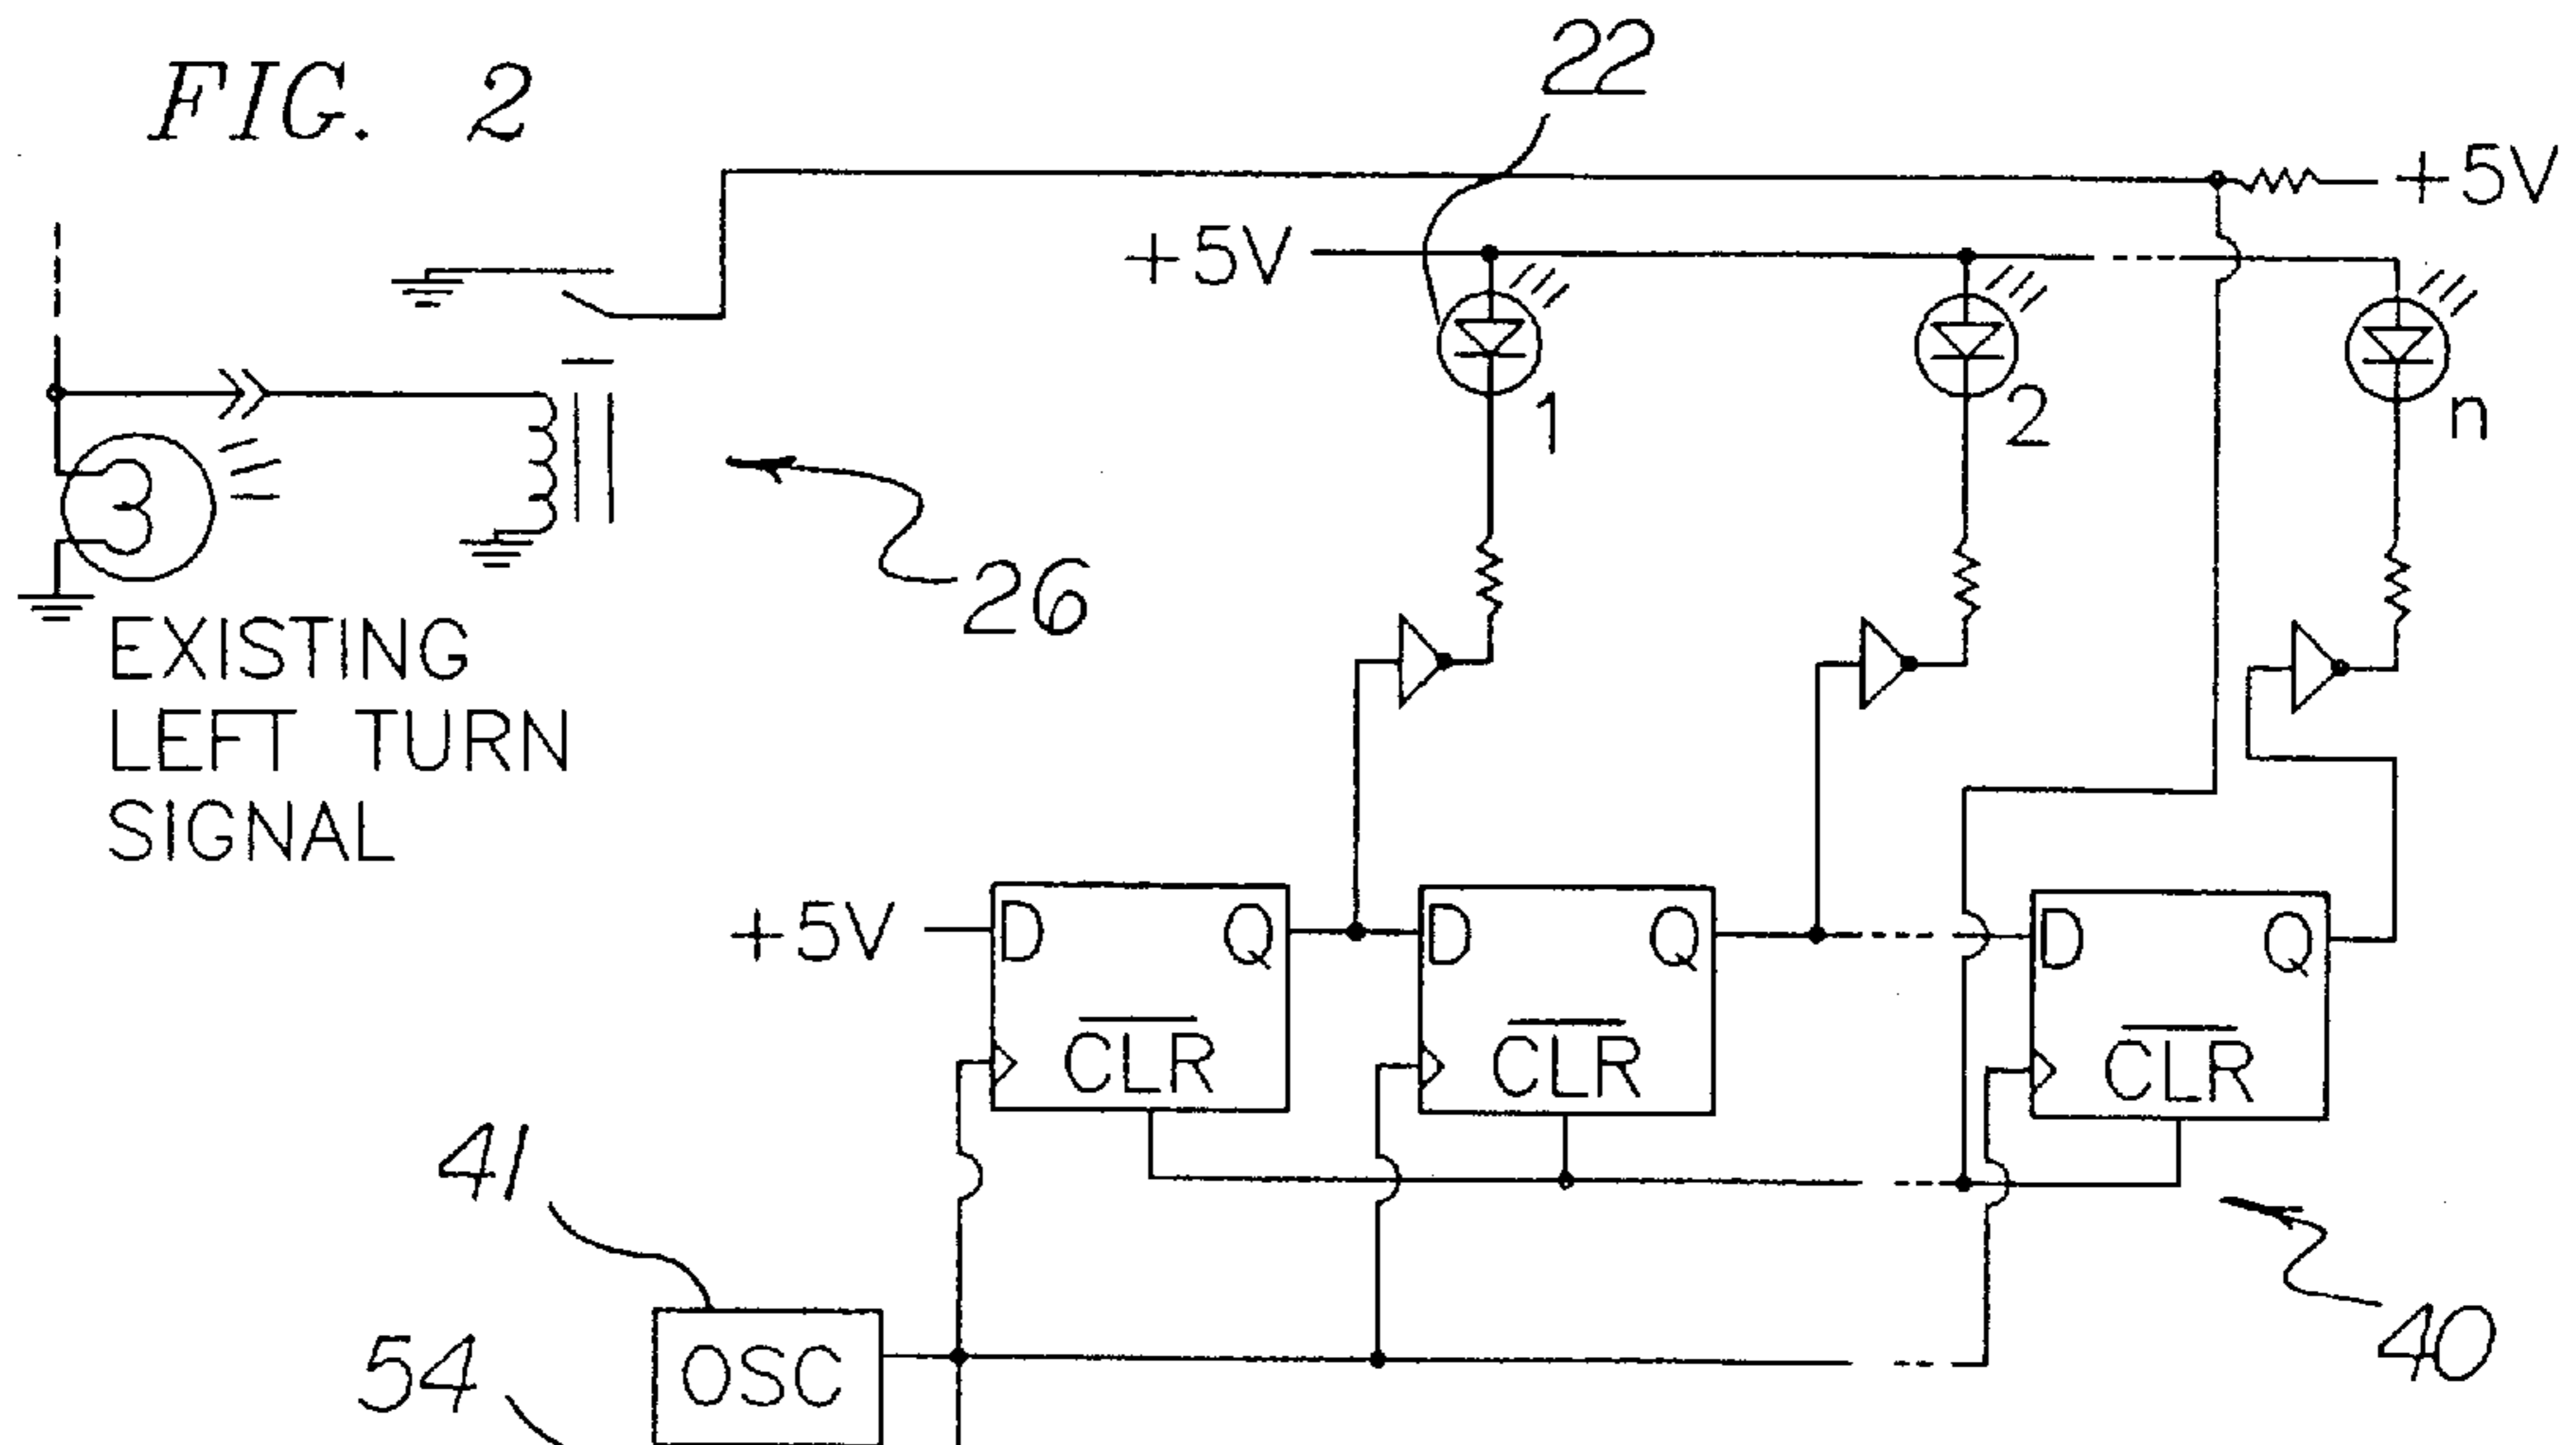 FIG. 2
22
+5V
+5V
1
2
n
26
EXISTING
LEFT TURN
SIGNAL
+5V
D Q
CLR
D Q
CLR
D Q
CLR
41
OSC
54
40